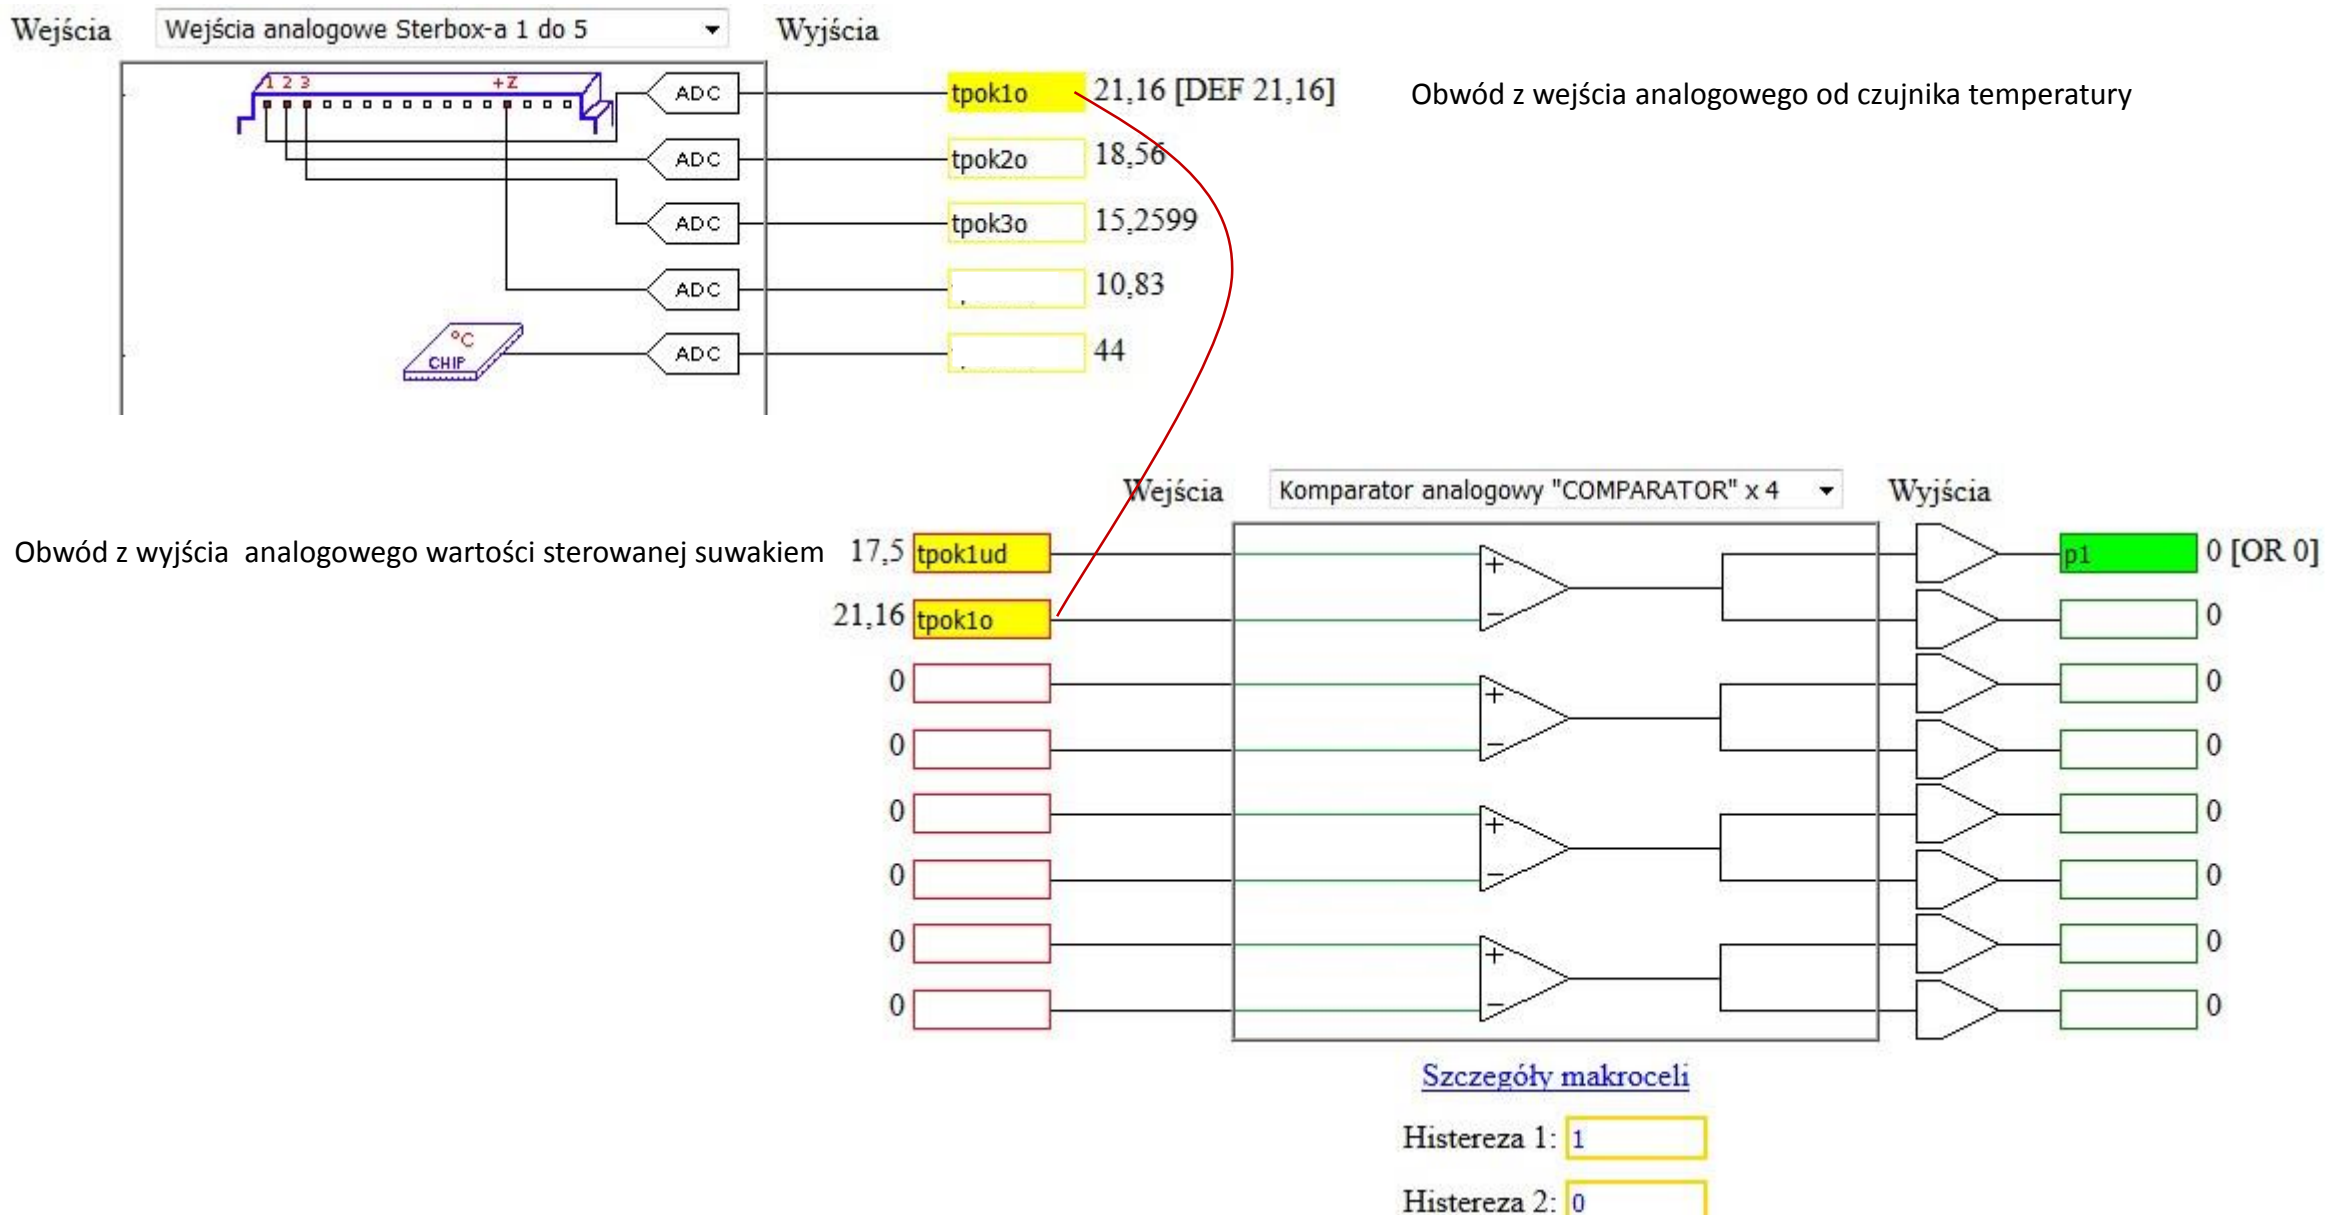 Wejścia Wejścia analogowe Sterbox-a 1 do 5 Wyjścia
1 2 3 +Z
ADC tpok1o 21,16 [DEF 21,16] Obwód z wejścia analogowego od czujnika temperatury
ADC tpok2o 18,56
ADC tpok3o 15,2599
ADC 10,83
°C CHIP ADC 44
Wejścia Komparator analogowy "COMPARATOR" x 4 Wyjścia
Obwód z wyjścia analogowego wartości sterowanej suwakiem 17,5 tpok1ud + p1 0 [OR 0]
21,16 tpok1o − 0
0 + 0
0 − 0
0 + 0
0 − 0
0 + 0
0 − 0
Szczegóły makroceli
Histereza 1: 1
Histereza 2: 0